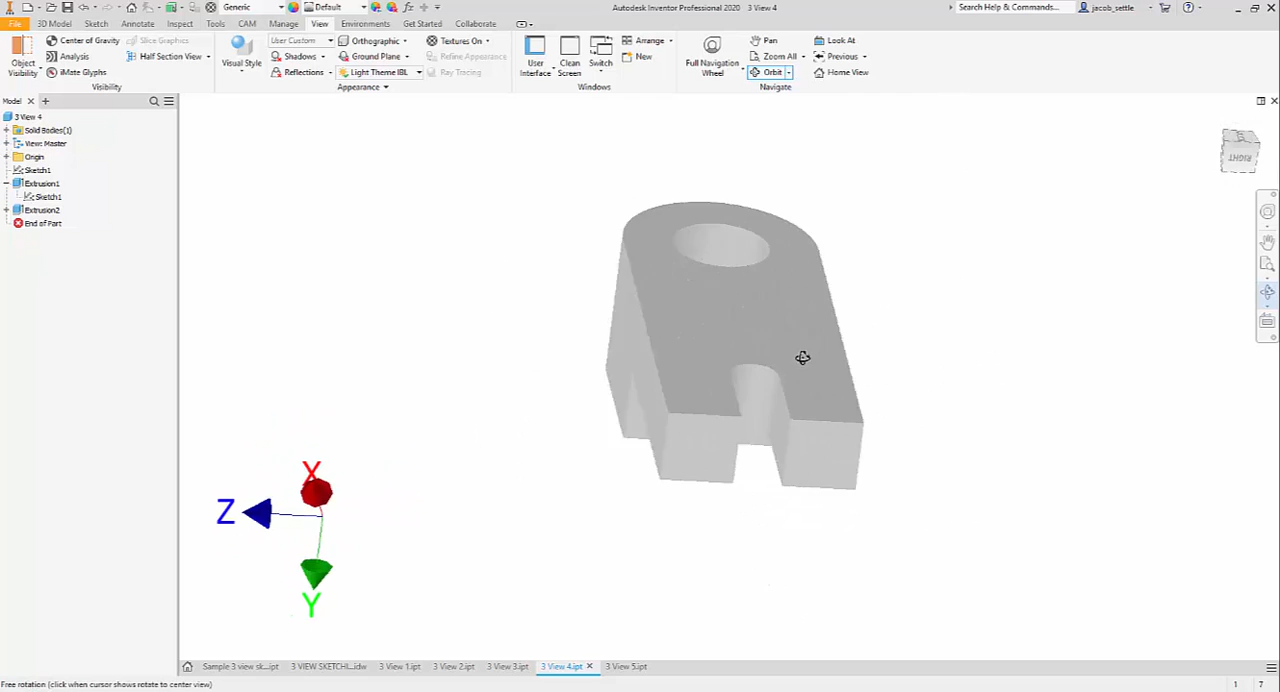 Generic
Default
Autodesk Inventor Professional 2020   3 View 4
Search Help & Commands...
jacob_settle
File   3D Model   Sketch   Annotate   Inspect   Tools   CAM   Manage   View   Environments   Get Started   Collaborate
Object Visibility
Center of Gravity
Analysis
iMate Glyphs
Slice Graphics
Half Section View
Visibility
Visual Style
User Custom
Shadows
Reflections
Orthographic
Ground Plane
Light Theme IBL
Textures On
Refine Appearance
Ray Tracing
Appearance
User Interface
Clean Screen
Switch
Arrange
New
Windows
Full Navigation Wheel
Pan
Zoom All
Orbit
Look At
Previous
Home View
Navigate
Model
3 View 4
Solid Bodies(1)
View: Master
Origin
Sketch1
Extrusion1
Sketch1
Extrusion2
End of Part
RIGHT
X
Z
Y
Sample 3 view sk...ipt   3 VIEW SKETCHI...idw   3 View 1.ipt   3 View 2.ipt   3 View 3.ipt   3 View 4.ipt   3 View 5.ipt
Free rotation (click when cursor shows rotate to center view)
1   7